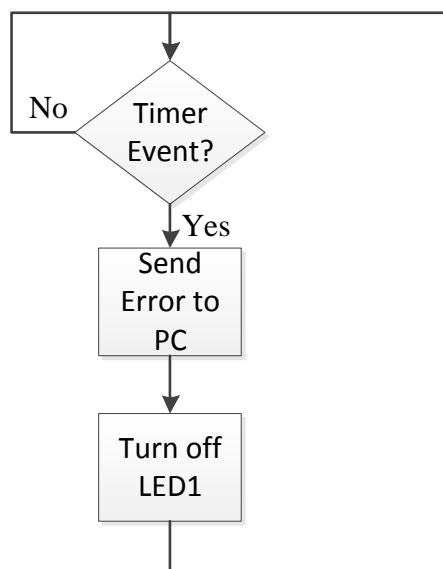 No
Timer
Event?
Yes
Send
Error to
PC
Turn off
LED1